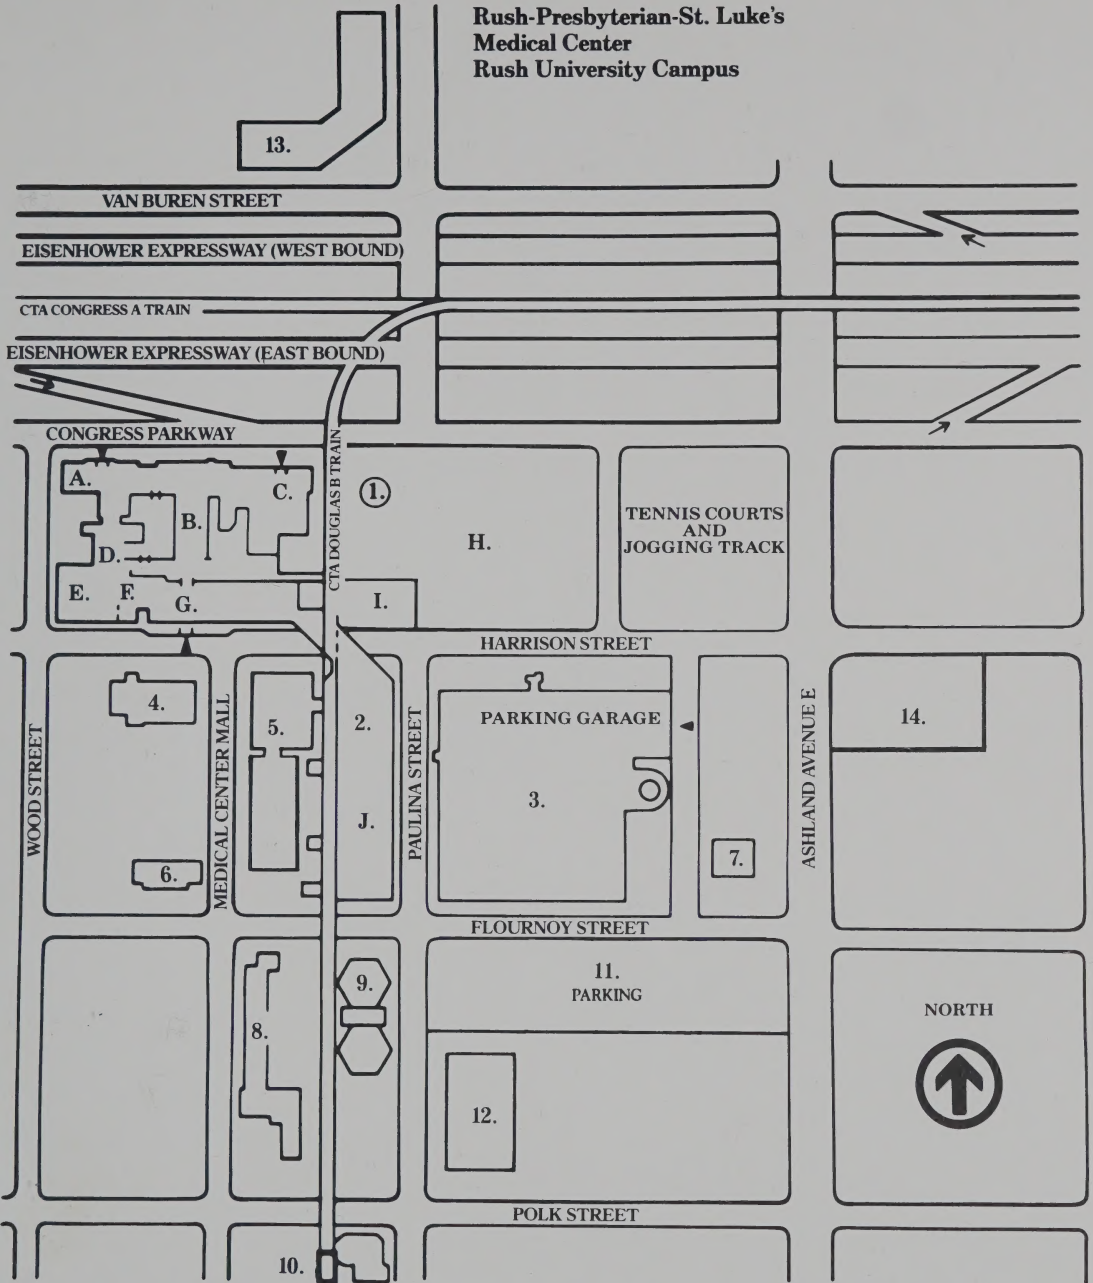 Rush-Presbyterian-St. Luke's
Medical Center
Rush University Campus
13.
VAN BUREN STREET
EISENHOWER EXPRESSWAY (WEST BOUND)
CTA CONGRESS A TRAIN
EISENHOWER EXPRESSWAY (EAST BOUND)
CONGRESS PARKWAY
CTA DOUGLAS B TRAIN
A.
C.
1.
B.
D.
E.
F.
G.
H.
I.
TENNIS COURTS
AND
JOGGING TRACK
HARRISON STREET
WOOD STREET
4.
MEDICAL CENTER MALL
5.
2.
J.
PAULINA STREET
PARKING GARAGE
3.
ASHLAND AVENUE E
14.
6.
7.
FLOURNOY STREET
8.
9.
11.
PARKING
12.
NORTH
POLK STREET
10.